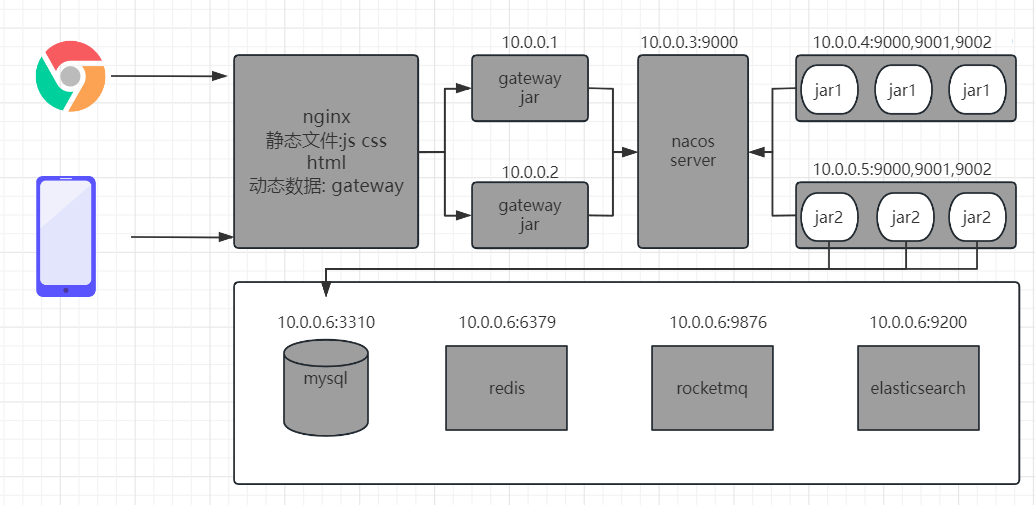 10.0.0.1
10.0.0.3:9000
10.0.0.4:9000,9001,9002
nginx
静态文件:js css
html
动态数据: gateway
gateway
jar
nacos
server
jar1
jar1
jar1
10.0.0.2
10.0.0.5:9000,9001,9002
gateway
jar
jar2
jar2
jar2
10.0.0.6:3310
10.0.0.6:6379
10.0.0.6:9876
10.0.0.6:9200
mysql
redis
rocketmq
elasticsearch